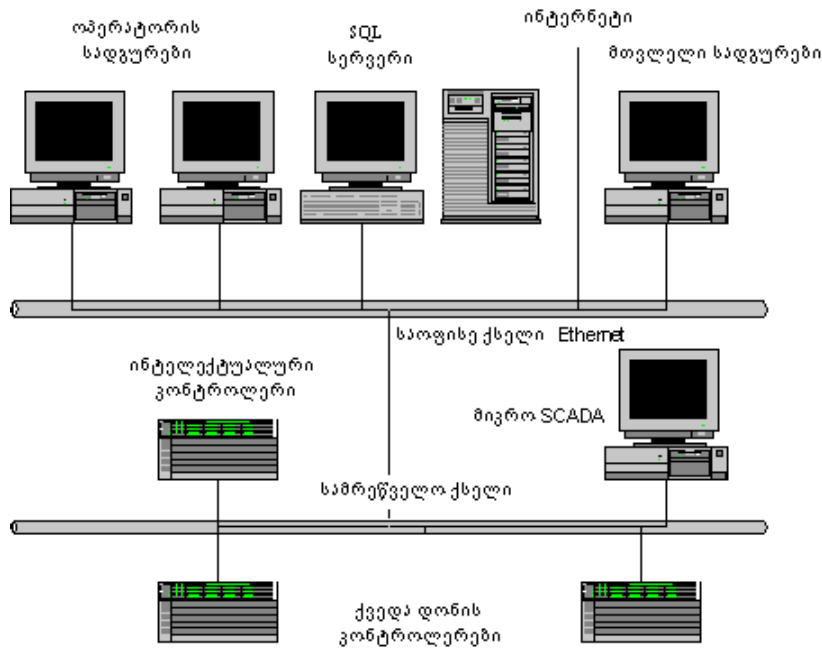 ოპერატორის
სადგურები
SQL
სერვერი
ინტერნეტი
მთვლელი სადგურები
საოფისე ქსელი Ethernet
ინტელექტუალური
კონტროლერი
მიკრო SCADA
სამრეწველო ქსელი
ქვედა დონის
კონტროლერები